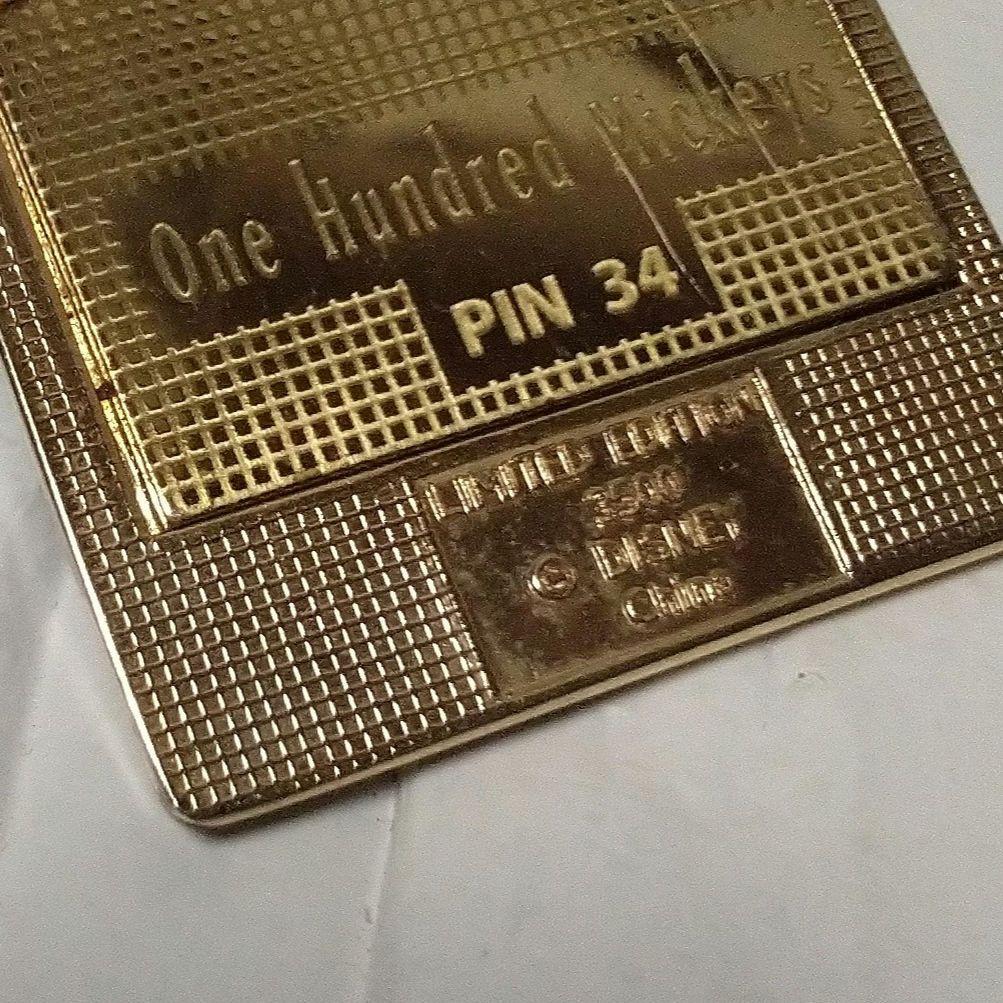 One Hundred Mickeys
PIN 34
LIMITED EDITION
3500
© DISNEY
China